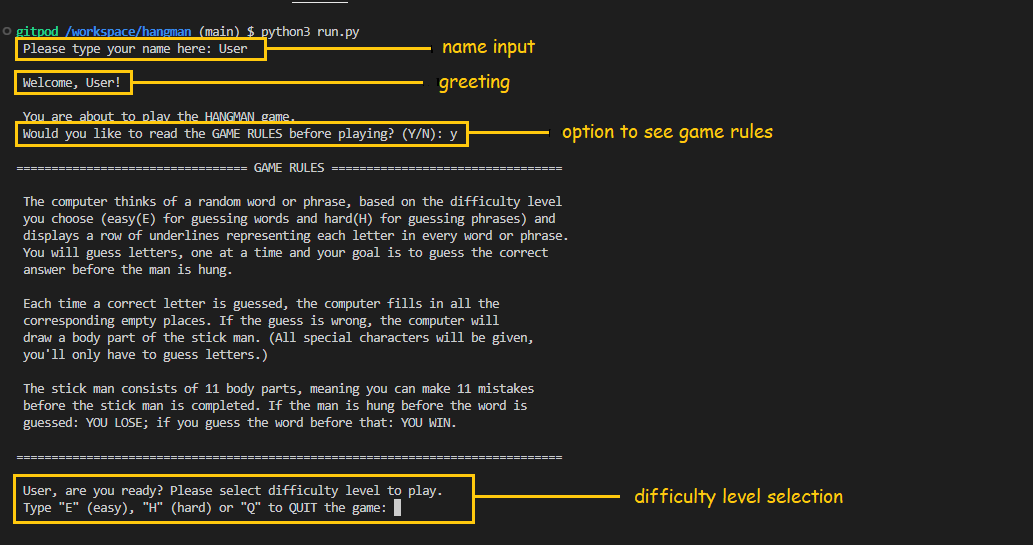 gitpod /workspace/hangman (main) $ python3 run.py
Please type your name here: User
name input
Welcome, User!
greeting
You are about to play the HANGMAN game.
Would you like to read the GAME RULES before playing? (Y/N): y
option to see game rules
================================= GAME RULES =================================
The computer thinks of a random word or phrase, based on the difficulty level
you choose (easy(E) for guessing words and hard(H) for guessing phrases) and
displays a row of underlines representing each letter in every word or phrase.
You will guess letters, one at a time and your goal is to guess the correct
answer before the man is hung.
Each time a correct letter is guessed, the computer fills in all the
corresponding empty places. If the guess is wrong, the computer will
draw a body part of the stick man. (All special characters will be given,
you'll only have to guess letters.)
The stick man consists of 11 body parts, meaning you can make 11 mistakes
before the stick man is completed. If the man is hung before the word is
guessed: YOU LOSE; if you guess the word before that: YOU WIN.
==============================================================================
User, are you ready? Please select difficulty level to play.
Type "E" (easy), "H" (hard) or "Q" to QUIT the game:
difficulty level selection